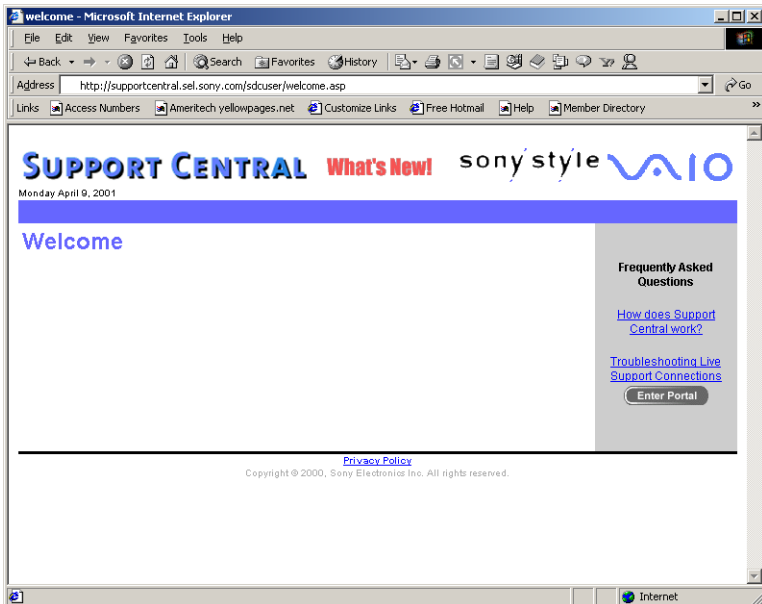 welcome - Microsoft Internet Explorer
File Edit View Favorites Tools Help
Back Search Favorites History
Address http://supportcentral.sel.sony.com/sdcuser/welcome.asp Go
Links Access Numbers Ameritech yellowpages.net Customize Links Free Hotmail Help Member Directory »
SUPPORT CENTRAL What's New! sony style VAIO
Monday April 9, 2001
Welcome
Frequently Asked
Questions
How does Support
Central work?
Troubleshooting Live
Support Connections
Enter Portal
Privacy Policy
Copyright © 2000, Sony Electronics Inc. All rights reserved.
Internet